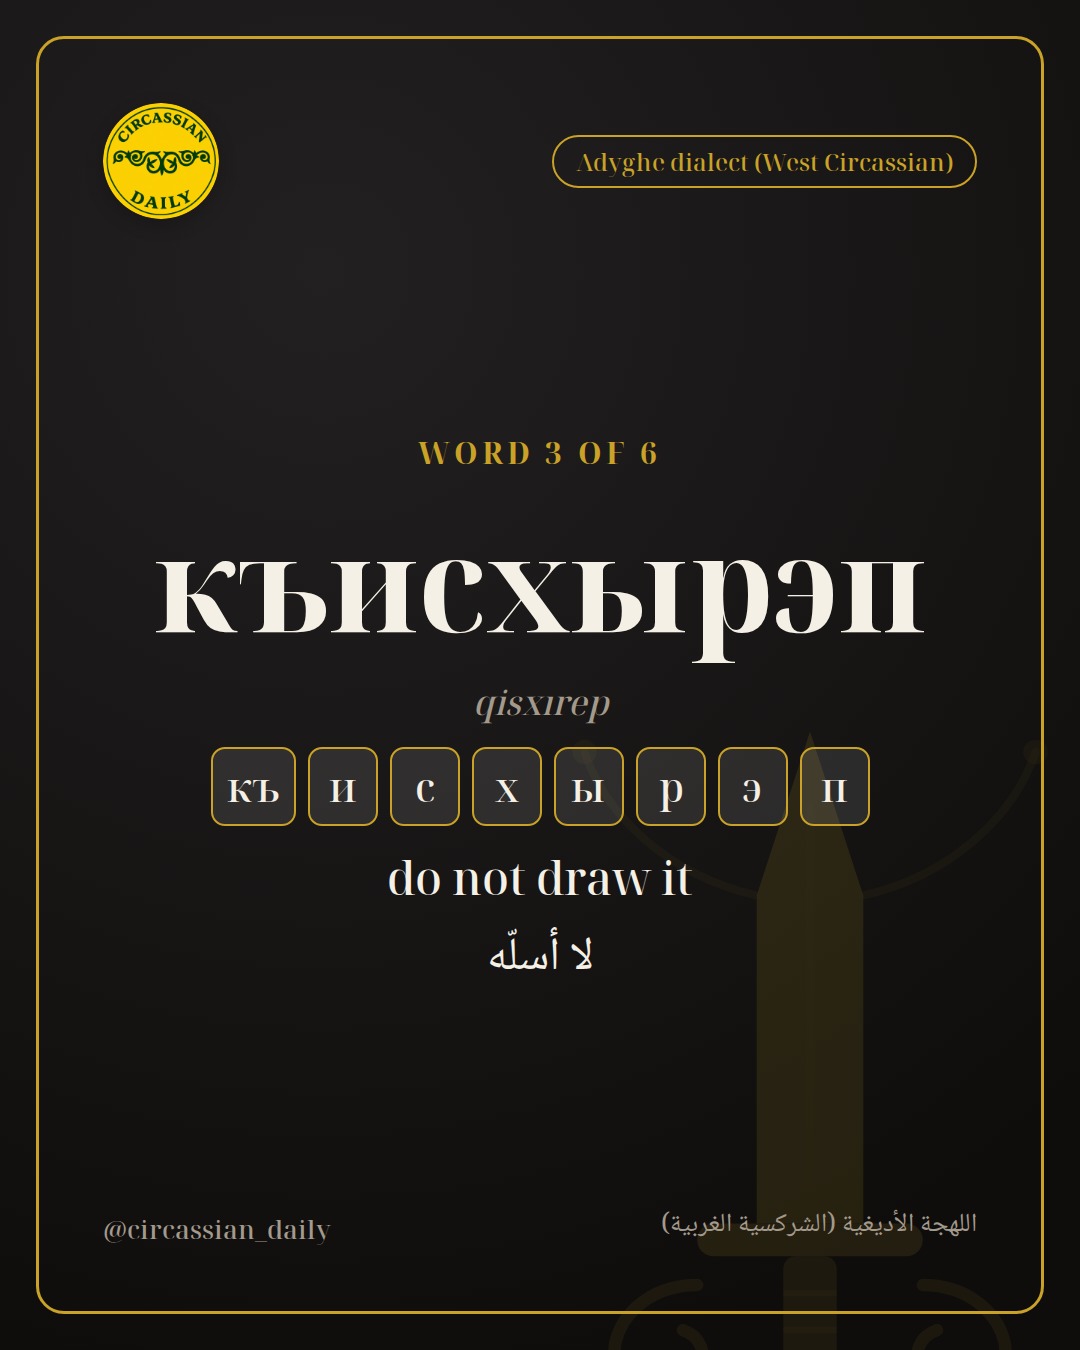 CIRCASSIAN
DAILY
Adyghe dialect (West Circassian)
WORD 3 OF 6
къисхырэп
qisxırep
къ и с х ы р э п
do not draw it
لا أسلّه
@circassian_daily
اللهجة الأديغية (الشركسية الغربية)